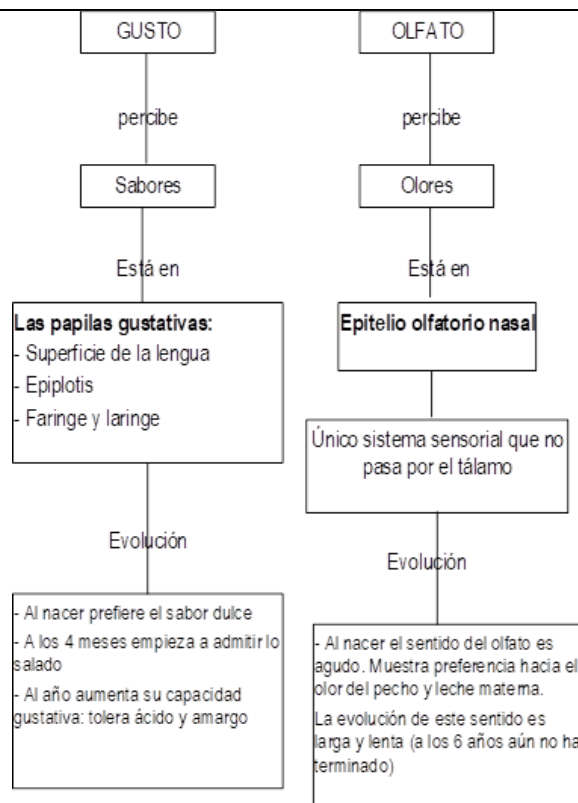 GUSTO
percibe
Sabores
Está en
Las papilas gustativas:
- Superficie de la lengua
- Epiplotis
- Faringe y laringe
Evolución
- Al nacer prefiere el sabor dulce
- A los 4 meses empieza a admitir lo
salado
- Al año aumenta su capacidad
gustativa: tolera ácido y amargo
OLFATO
percibe
Olores
Está en
Epitelio olfatorio nasal
Único sistema sensorial que no
pasa por el tálamo
Evolución
- Al nacer el sentido del olfato es
agudo. Muestra preferencia hacia el
olor del pecho y leche materna.
La evolución de este sentido es
larga y lenta (a los 6 años aún no ha
terminado)